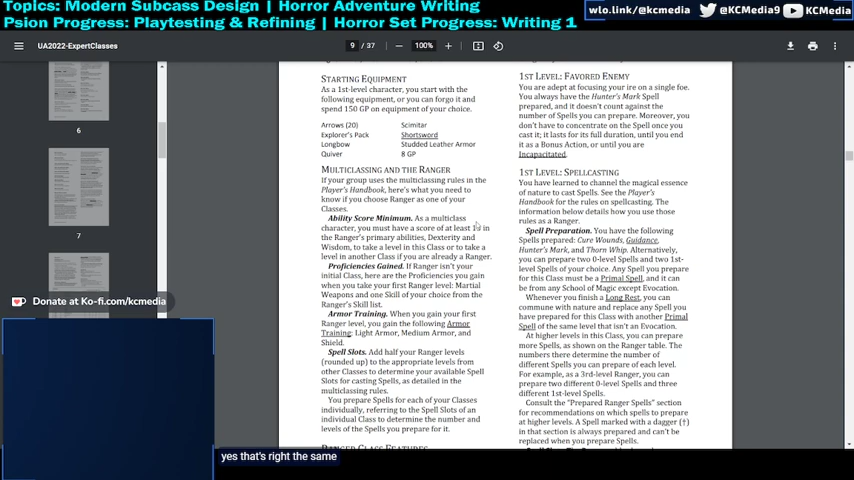 Topics: Modern Subcass Design | Horror Adventure Writing
Psion Progress: Playtesting & Refining | Horror Set Progress: Writing 1
wlo.link/@kcmedia
@KCMedia9
KCMedia
UA2022-ExpertClasses
9 / 37
100%
6
7
Donate at Ko-fi.com/kcmedia
STARTING EQUIPMENT
As a 1st-level character, you start with the
following equipment, or you can forgo it and
spend 150 GP on equipment of your choice.
Arrows (20) Scimitar
Explorer's Pack Shortsword
Longbow Studded Leather Armor
Quiver 8 GP
MULTICLASSING AND THE RANGER
If your group uses the multiclassing rules in the
Player's Handbook, here's what you need to
know if you choose Ranger as one of your
Classes.
Ability Score Minimum. As a multiclass
character, you must have a score of at least 13 in
the Ranger's primary abilities, Dexterity and
Wisdom, to take a level in this Class or to take a
level in another Class if you are already a Ranger.
Proficiencies Gained. If Ranger isn't your
initial Class, here are the Proficiencies you gain
when you take your first Ranger level: Martial
Weapons and one Skill of your choice from the
Ranger's Skill list.
Armor Training. When you gain your first
Ranger level, you gain the following Armor
Training: Light Armor, Medium Armor, and
Shield.
Spell Slots. Add half your Ranger levels
(rounded up) to the appropriate levels from
other Classes to determine your available Spell
Slots for casting Spells, as detailed in the
multiclassing rules.
You prepare Spells for each of your Classes
individually, referring to the Spell Slots of an
individual Class to determine the number and
levels of the Spells you prepare for it.
RANGER CLASS FEATURES
1ST LEVEL: FAVORED ENEMY
You are adept at focusing your ire on a single foe.
You always have the Hunter's Mark Spell
prepared, and it doesn't count against the
number of Spells you can prepare. Moreover, you
don't have to concentrate on the Spell once you
cast it; it lasts for its full duration, until you end
it as a Bonus Action, or until you are
Incapacitated.
1ST LEVEL: SPELLCASTING
You have learned to channel the magical essence
of nature to cast Spells. See the Player's
Handbook for the rules on spellcasting. The
information below details how you use those
rules as a Ranger.
Spell Preparation. You have the following
Spells prepared: Cure Wounds, Guidance,
Hunter's Mark, and Thorn Whip. Alternatively,
you can prepare two 0-level Spells and two 1st-
level Spells of your choice. Any Spell you prepare
for this Class must be a Primal Spell, and it can
be from any School of Magic except Evocation.
Whenever you finish a Long Rest, you can
commune with nature and replace any Spell you
have prepared for this Class with another Primal
Spell of the same level that isn't an Evocation.
At higher levels in this Class, you can prepare
more Spells, as shown on the Ranger table. The
numbers there determine the number of
different Spells you can prepare of each level.
For example, as a 3rd-level Ranger, you can
prepare two different 0-level Spells and three
different 1st-level Spells.
Consult the "Prepared Ranger Spells" section
for recommendations on which spells to prepare
at higher levels. A Spell marked with a dagger (†)
in that section is always prepared and can't be
replaced when you prepare Spells.
yes that's right the same